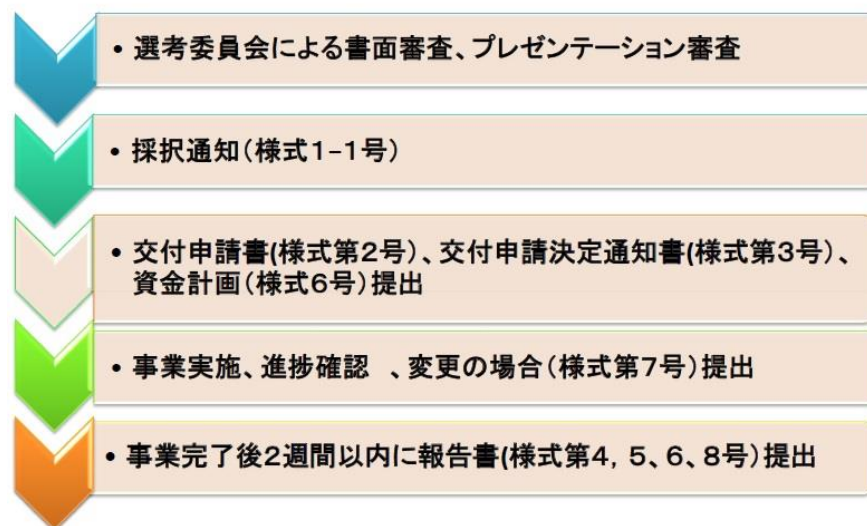 • 選考委員会による書面審査、プレゼンテーション審査
• 採択通知(様式1-1号)
• 交付申請書(様式第2号)、交付申請決定通知書(様式第3号)、
資金計画(様式6号)提出
• 事業実施、進捗確認 、変更の場合(様式第7号)提出
• 事業完了後2週間以内に報告書(様式第4, 5、6、8号)提出